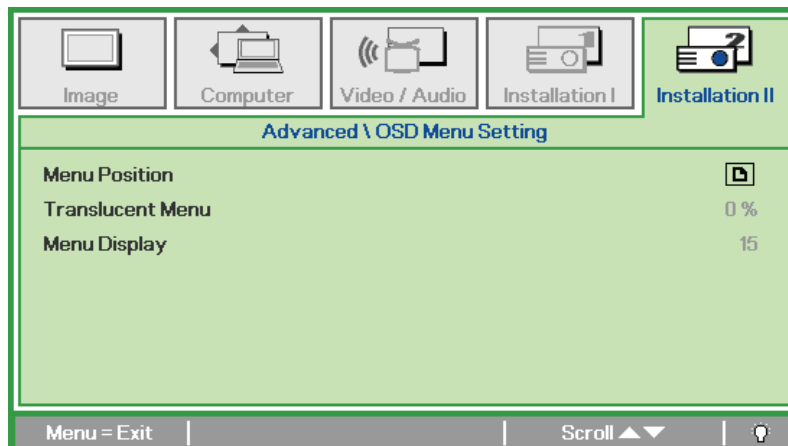 Image Computer Video / Audio Installation I Installation II
Advanced \ OSD Menu Setting
Menu Position
Translucent Menu 0 %
Menu Display 15
Menu = Exit Scroll ▲▼